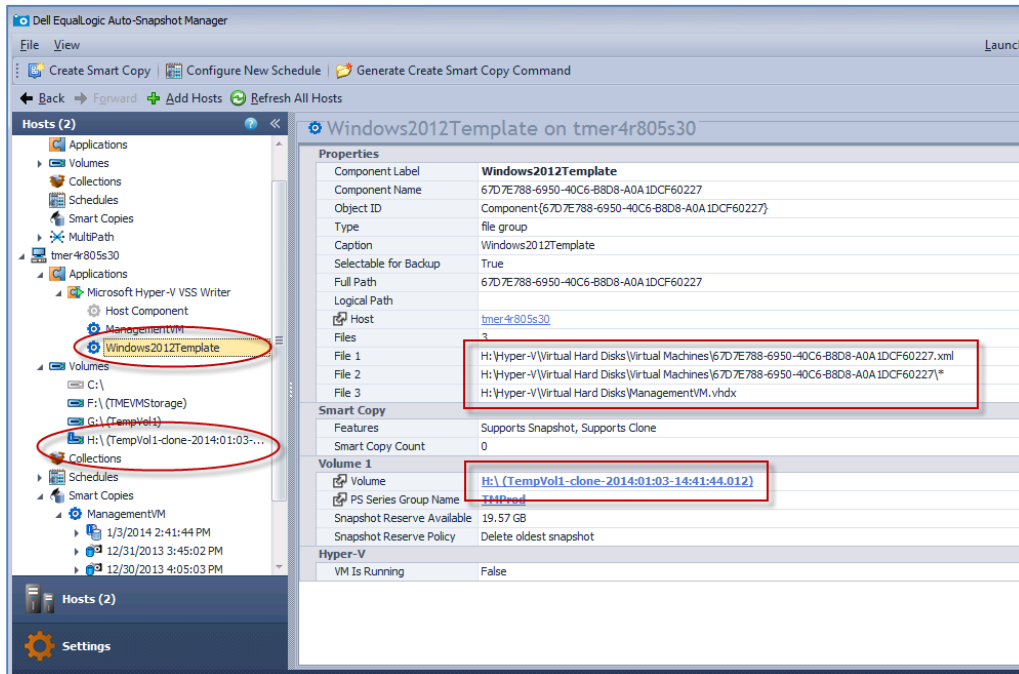 Dell EqualLogic Auto-Snapshot Manager
File View
Create Smart Copy Configure New Schedule Generate Create Smart Copy Command
Back Forward Add Hosts Refresh All Hosts
Hosts (2)
Applications
Volumes
Collections
Schedules
Smart Copies
MultiPath
tmer4r805s30
Applications
Microsoft Hyper-V VSS Writer
Host Component
ManagementVM
Windows2012Template
Volumes
C:\
F:\ (TMEVMStorage)
G:\ (TempVol1)
H:\ (TempVol1-clone-2014:01:03-...
Collections
Schedules
Smart Copies
ManagementVM
1/3/2014 2:41:44 PM
12/31/2013 3:45:02 PM
12/30/2013 4:05:03 PM
Hosts (2)
Settings
Windows2012Template on tmer4r805s30
Properties
Component Label Windows2012Template
Component Name 67D7E788-6950-40C6-B8D8-A0A1DCF60227
Object ID Component{67D7E788-6950-40C6-B8D8-A0A1DCF60227}
Type file group
Caption Windows2012Template
Selectable for Backup True
Full Path 67D7E788-6950-40C6-B8D8-A0A1DCF60227
Logical Path
Host tmer4r805s30
Files 3
File 1 H:\Hyper-V\Virtual Hard Disks\Virtual Machines\67D7E788-6950-40C6-B8D8-A0A1DCF60227.xml
File 2 H:\Hyper-V\Virtual Hard Disks\Virtual Machines\67D7E788-6950-40C6-B8D8-A0A1DCF60227\*
File 3 H:\Hyper-V\Virtual Hard Disks\ManagementVM.vhdx
Smart Copy
Features Supports Snapshot, Supports Clone
Smart Copy Count 0
Volume 1
Volume H:\ (TempVol1-clone-2014:01:03-14:41:44.012)
PS Series Group Name TMProd
Snapshot Reserve Available 19.57 GB
Snapshot Reserve Policy Delete oldest snapshot
Hyper-V
VM Is Running False